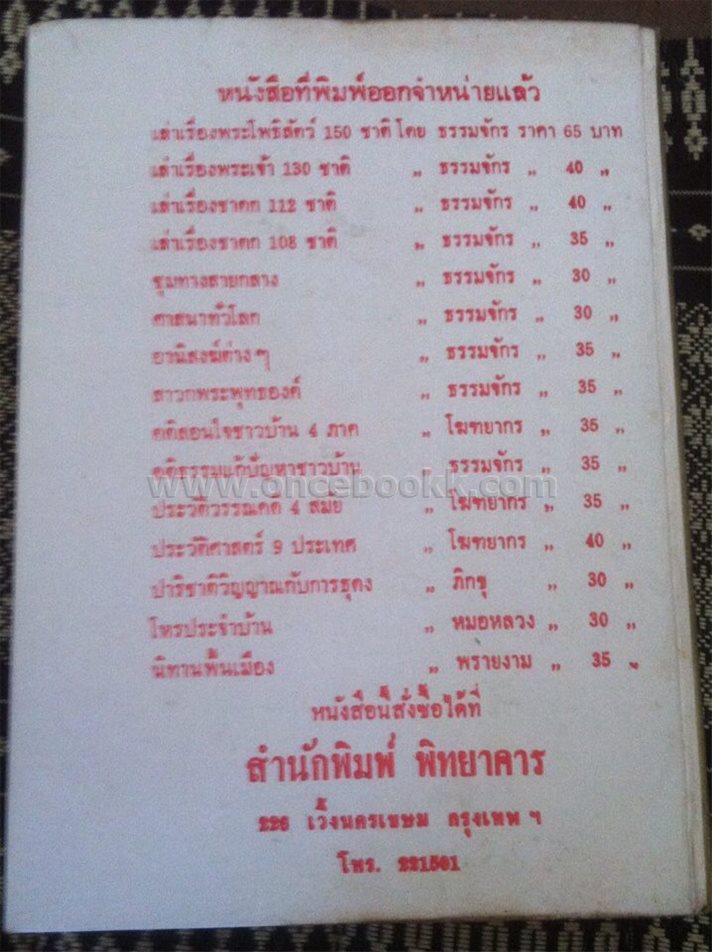 หนังสือที่พิมพ์ออกจำหน่ายแล้ว
เล่าเรื่องพระโพธิสัตว์ 150 ชาติ โดย ธรรมจักร ราคา 65 บาท
เล่าเรื่องพระเจ้า 130 ชาติ „ ธรรมจักร „ 40 „
เล่าเรื่องชาดก 112 ชาติ „ ธรรมจักร „ 40 „
เล่าเรื่องชาดก 108 ชาติ „ ธรรมจักร „ 35 „
ชุมทางสายกลาง „ ธรรมจักร „ 30 „
ศาสนาทั่วโลก „ ธรรมจักร „ 30 „
อานิสงฆ์ต่างๆ „ ธรรมจักร „ 35 „
สาวกพระพุทธองค์ „ ธรรมจักร „ 35 „
คติสอนใจชาวบ้าน 4 ภาค „ โฆฑยากร „ 35 „
คติธรรมแก้ปัญหาชาวบ้าน ธรรมจักร „ 35 „
www.oncebookk.com
ประวัติวรรณคดี 4 สมัย „ โฆฑยากร „ 35 „
ประวัติศาสตร์ 9 ประเทศ „ โฆฑยากร „ 40 „
ปาริชาติวิญญาณกับการธุดง „ ภิกขุ „ 30 „
โหรประจำบ้าน „ หมอหลวง „ 30 „
นิทานพื้นเมือง „ พรายงาม „ 35 „
หนังสือนี้สั่งซื้อได้ที่
สำนักพิมพ์ พิทยาคาร
226 เวิ้งนครเขษม กรุงเทพ ฯ
โทร. 221501